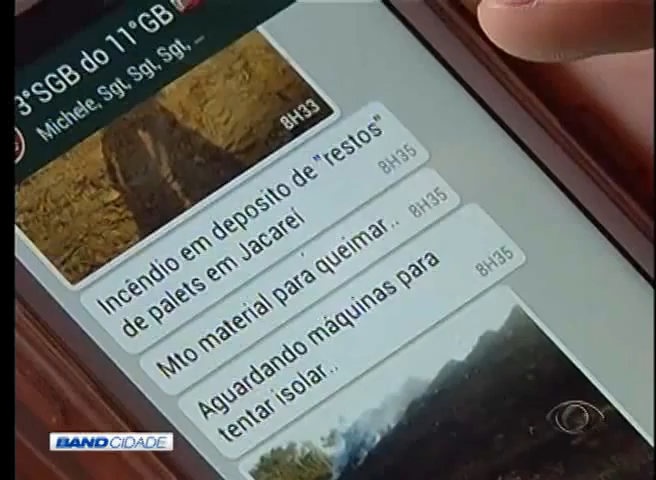 3°SGB do 11°GB
Michele, Sgt, Sgt, Sgt, ...
8H33
Incêndio em deposito de "restos"
de palets em Jacareí
8H35
Mto material para queimar..
8H35
Aguardando máquinas para
tentar isolar..
8H35
BAND CIDADE